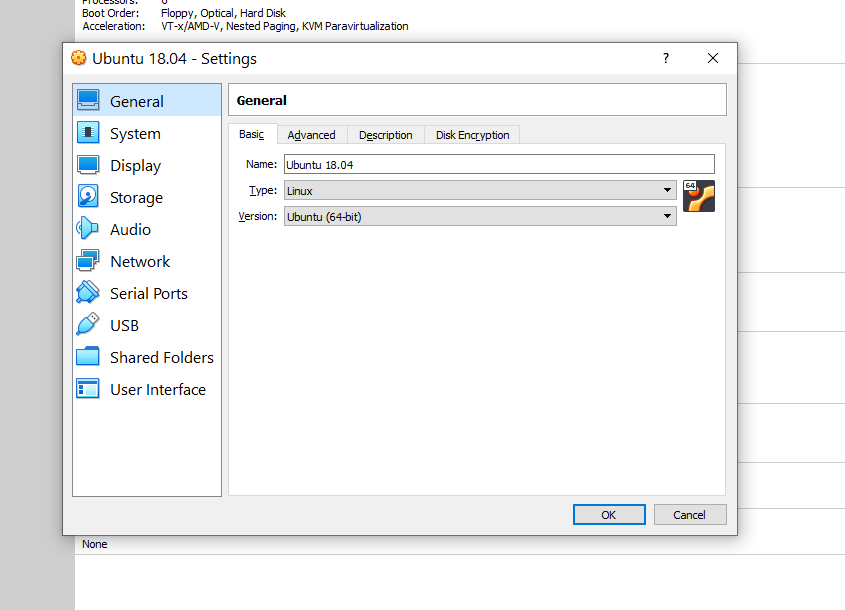 Processors: 6
Boot Order: Floppy, Optical, Hard Disk
Acceleration: VT-x/AMD-V, Nested Paging, KVM Paravirtualization
Ubuntu 18.04 - Settings
?
General
System
Display
Storage
Audio
Network
Serial Ports
USB
Shared Folders
User Interface
General
Basic Advanced Description Disk Encryption
Name: Ubuntu 18.04
Type: Linux
64
Version: Ubuntu (64-bit)
OK Cancel
None